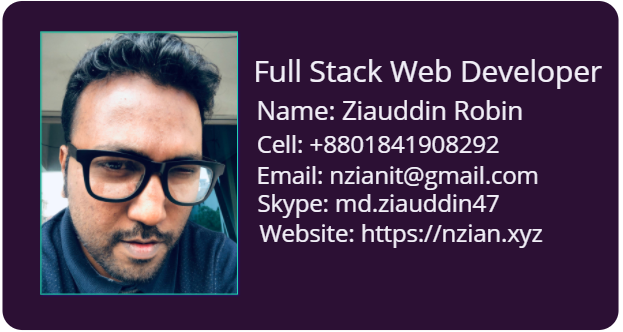 Full Stack Web Developer
Name: Ziauddin Robin
Cell: +8801841908292
Email: nzianit@gmail.com
Skype: md.ziauddin47
Website: https://nzian.xyz